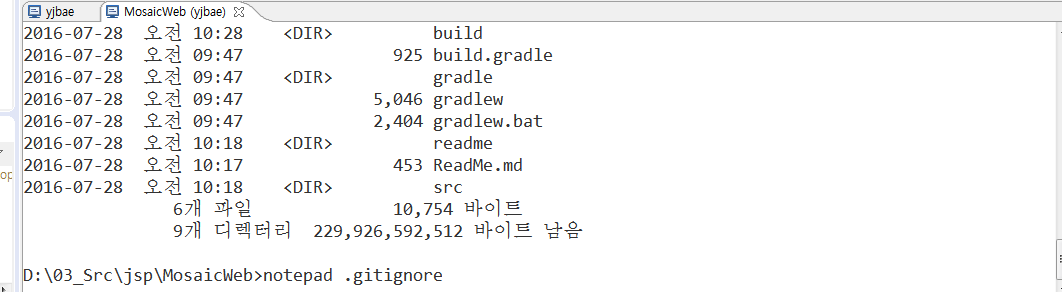 yjbae MosaicWeb (yjbae)
2016-07-28 오전 10:28 <DIR> build
2016-07-28 오전 09:47 925 build.gradle
2016-07-28 오전 09:47 <DIR> gradle
2016-07-28 오전 09:47 5,046 gradlew
2016-07-28 오전 09:47 2,404 gradlew.bat
2016-07-28 오전 10:18 <DIR> readme
2016-07-28 오전 10:17 453 ReadMe.md
2016-07-28 오전 10:18 <DIR> src
6개 파일 10,754 바이트
9개 디렉터리 229,926,592,512 바이트 남음
D:\03_Src\jsp\MosaicWeb>notepad .gitignore